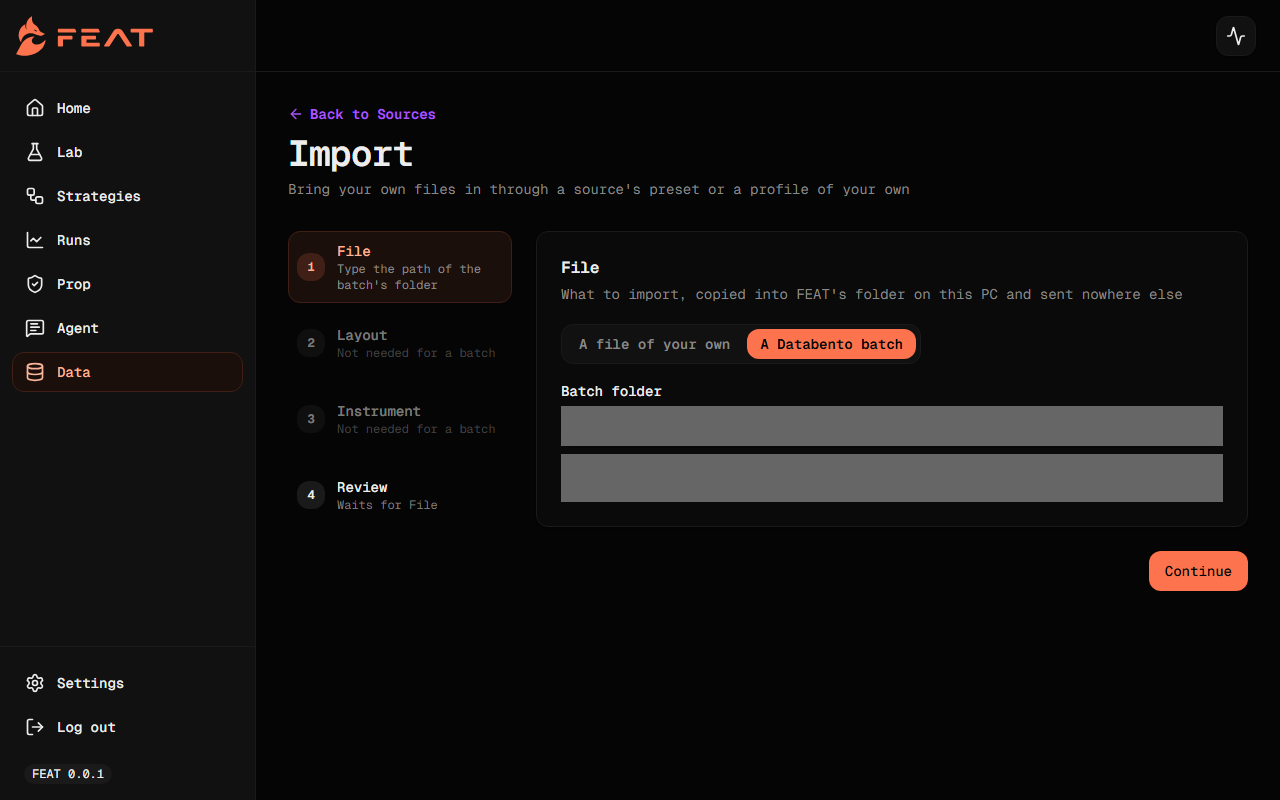 FEAT
Home
Lab
Strategies
Runs
Prop
Agent
Data
Settings
Log out
FEAT 0.0.1
Back to Sources
Import
Bring your own files in through a source's preset or a profile of your own
1
File
Type the path of the
batch's folder
2
Layout
Not needed for a batch
3
Instrument
Not needed for a batch
4
Review
Waits for File
File
What to import, copied into FEAT's folder on this PC and sent nowhere else
A file of your own
A Databento batch
Batch folder
Continue